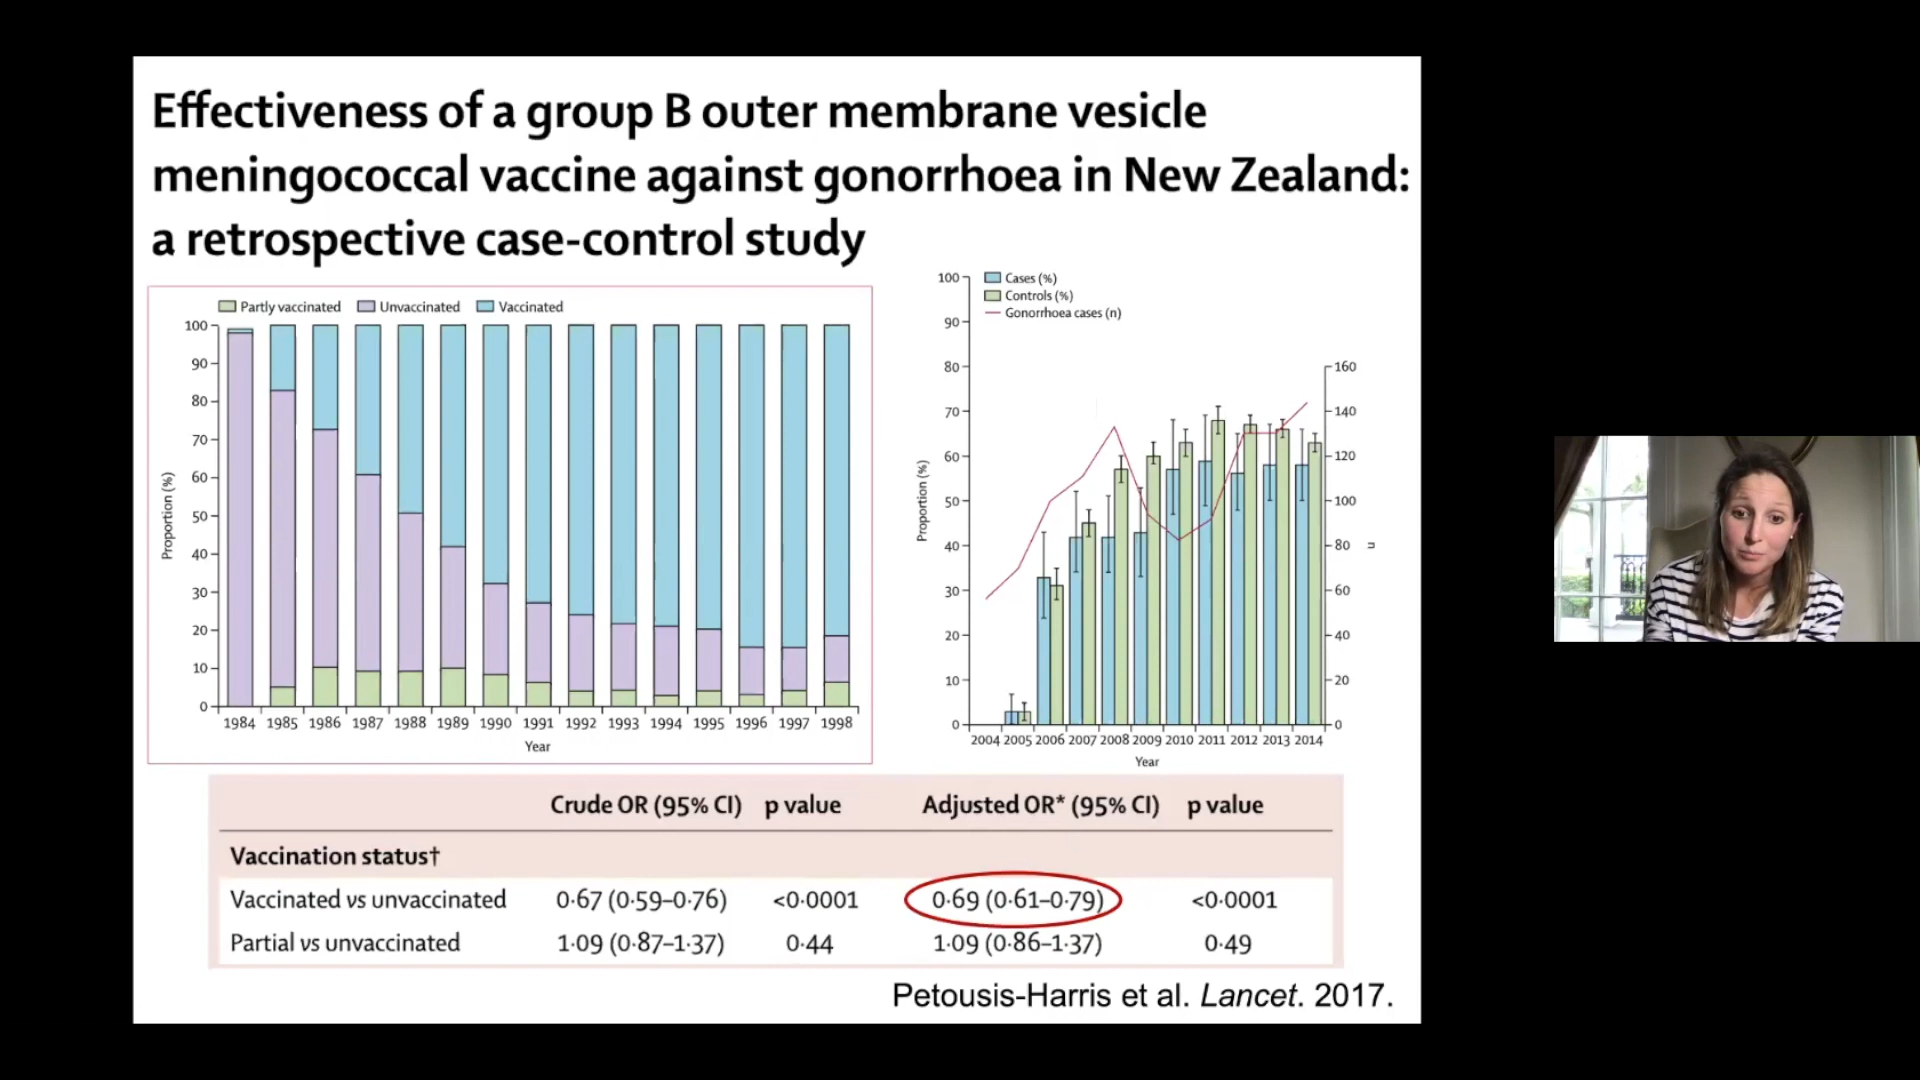 Effectiveness of a group B outer membrane vesicle
meningococcal vaccine against gonorrhoea in New Zealand:
a retrospective case-control study
Partly vaccinated Unvaccinated Vaccinated
100
90
80
70
60
50
40
30
20
10
0
Proportion (%)
1984 1985 1986 1987 1988 1989 1990 1991 1992 1993 1994 1995 1996 1997 1998
Year
Cases (%)
Controls (%)
Gonorrhoea cases (n)
100
90
80
70
60
50
40
30
20
10
0
Proportion (%)
160
140
120
100
80
60
40
20
0
n
2004 2005 2006 2007 2008 2009 2010 2011 2012 2013 2014
Year
Crude OR (95% CI) p value Adjusted OR* (95% CI) p value
Vaccination status†
Vaccinated vs unvaccinated 0·67 (0·59–0·76) <0·0001 0·69 (0·61–0·79) <0·0001
Partial vs unvaccinated 1·09 (0·87–1·37) 0·44 1·09 (0·86–1·37) 0·49
Petousis-Harris et al. Lancet. 2017.